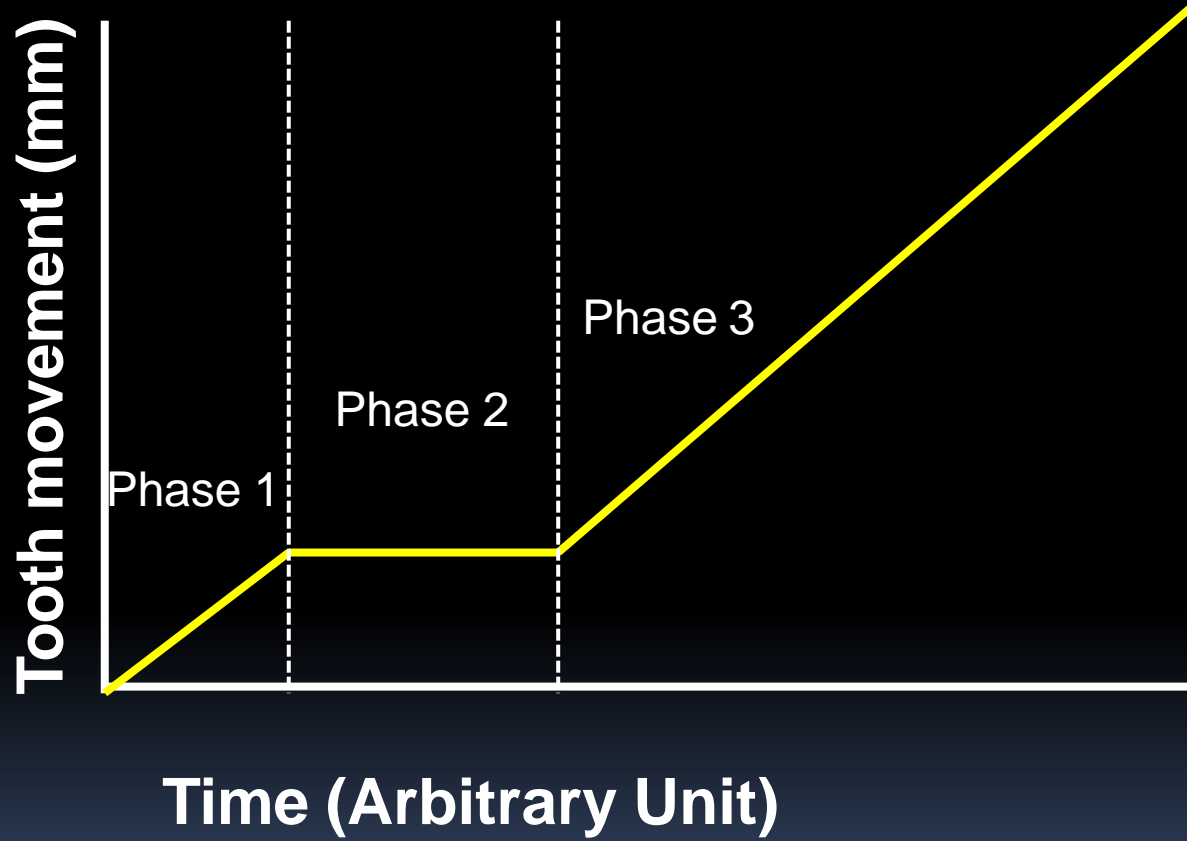 Tooth movement (mm)
Phase 1
Phase 2
Phase 3
Time (Arbitrary Unit)